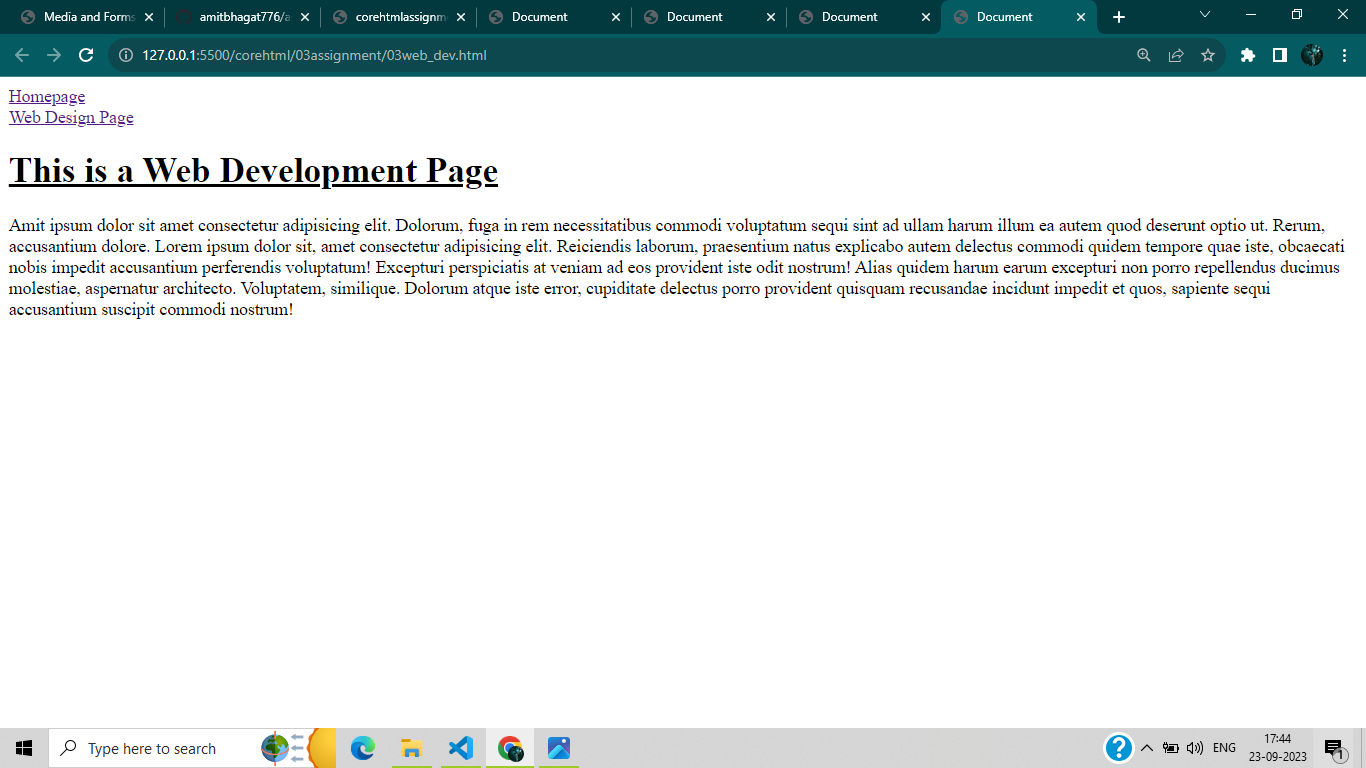 Media and Forms
amitbhagat776/a
corehtmlassignm
Document
Document
Document
Document
127.0.0.1:5500/corehtml/03assignment/03web_dev.html
Homepage
Web Design Page
This is a Web Development Page
Amit ipsum dolor sit amet consectetur adipisicing elit. Dolorum, fuga in rem necessitatibus commodi voluptatum sequi sint ad ullam harum illum ea autem quod deserunt optio ut. Rerum,
accusantium dolore. Lorem ipsum dolor sit, amet consectetur adipisicing elit. Reiciendis laborum, praesentium natus explicabo autem delectus commodi quidem tempore quae iste, obcaecati
nobis impedit accusantium perferendis voluptatum! Excepturi perspiciatis at veniam ad eos provident iste odit nostrum! Alias quidem harum earum excepturi non porro repellendus ducimus
molestiae, aspernatur architecto. Voluptatem, similique. Dolorum atque iste error, cupiditate delectus porro provident quisquam recusandae incidunt impedit et quos, sapiente sequi
accusantium suscipit commodi nostrum!
Type here to search
ENG
17:44
23-09-2023
1